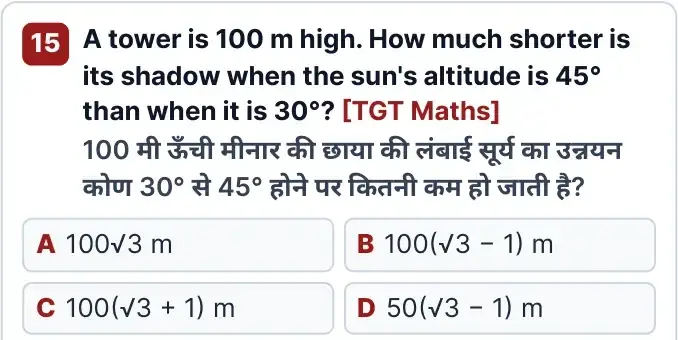 15 A tower is 100 m high. How much shorter is
its shadow when the sun's altitude is 45°
than when it is 30°? [TGT Maths]
100 मी ऊँची मीनार की छाया की लंबाई सूर्य का उन्नयन
कोण 30° से 45° होने पर कितनी कम हो जाती है?
A 100√3 m
B 100(√3 − 1) m
C 100(√3 + 1) m
D 50(√3 − 1) m